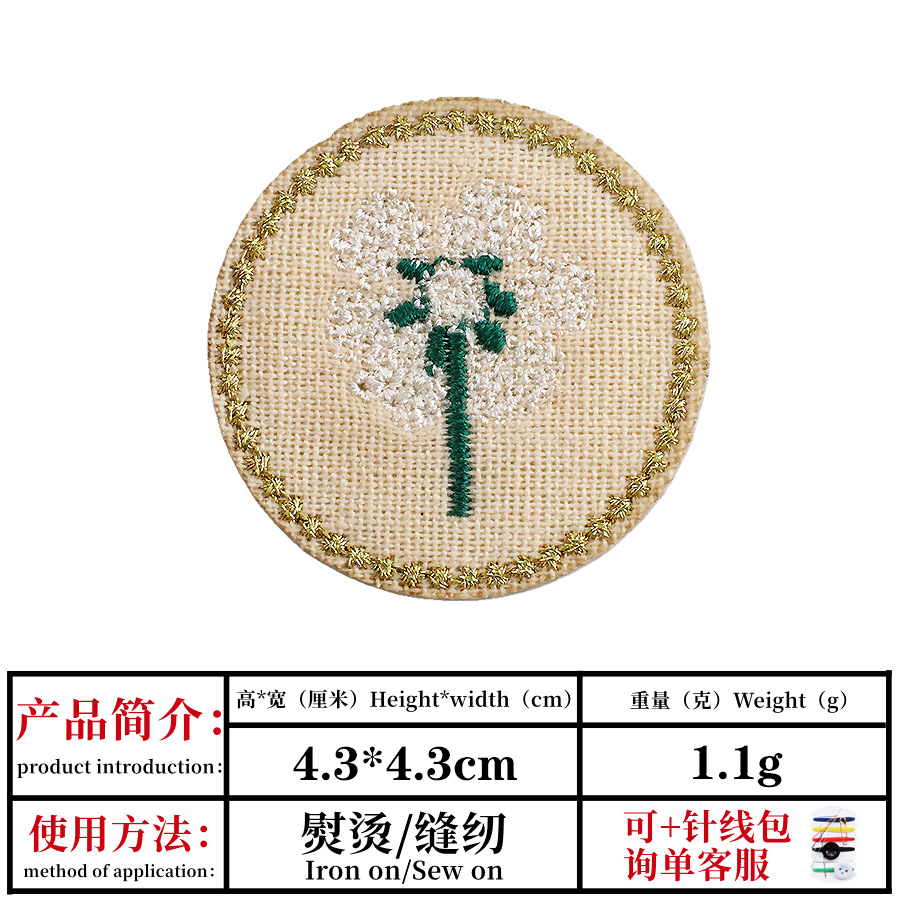 产品简介：
product introduction：
高*宽（厘米）Height*width（cm）
重量（克）Weight（g）
4.3*4.3cm
1.1g
使用方法：
method of application：
熨烫/缝纫
Iron on/Sew on
可+针线包
询单客服